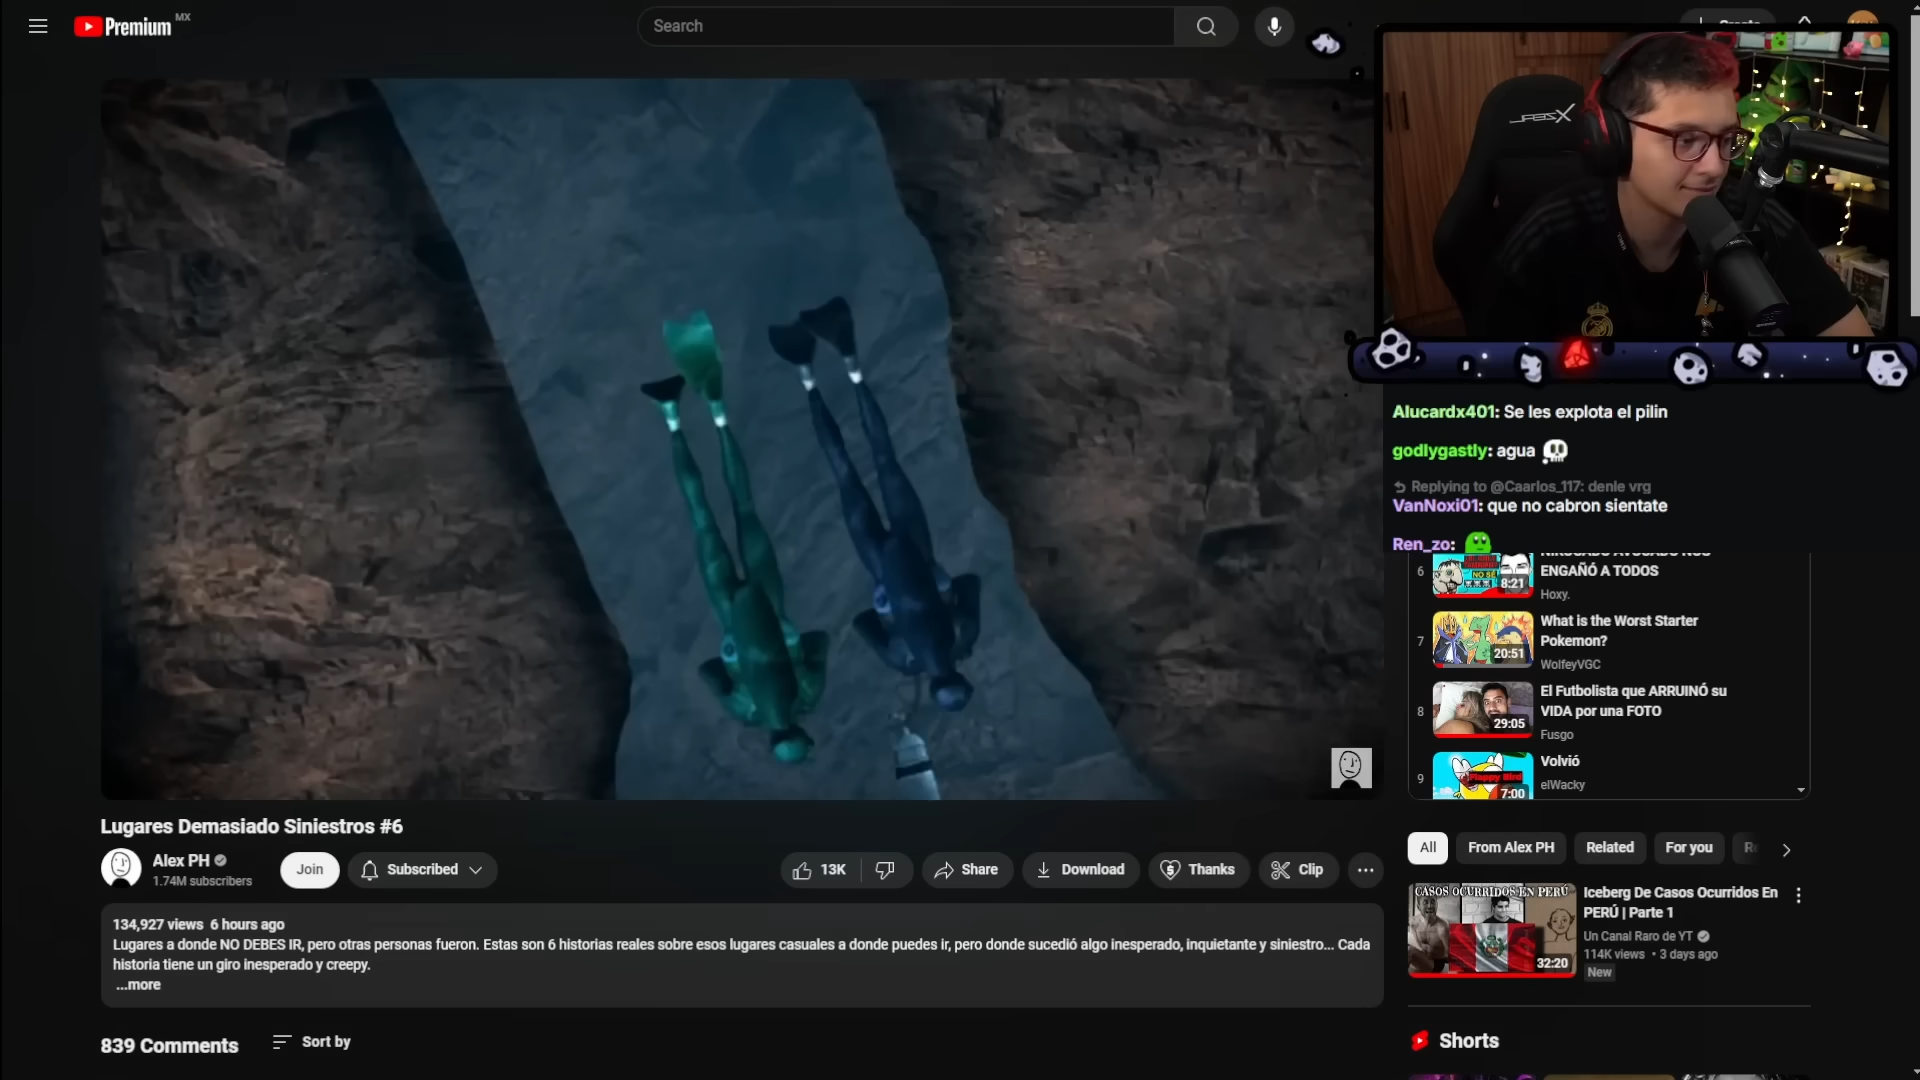 Premium MX
Search
Create
Alucardx401: Se les explota el pilin
godlygastly: agua
Replying to @Caarlos_117: denle vrg
VanNoxi01: que no cabron sientate
Ren_zo:
6
8:21
ENGAÑÓ A TODOS
Hoxy.
7
20:51
What is the Worst Starter
Pokemon?
WolfeyVGC
8
29:05
El Futbolista que ARRUINÓ su
VIDA por una FOTO
Fusgo
9
Flappy Bird
7:00
Volvió
elWacky
Lugares Demasiado Siniestros #6
Alex PH
1.74M subscribers
Join
Subscribed
13K
Share
Download
Thanks
Clip
134,927 views 6 hours ago
Lugares a donde NO DEBES IR, pero otras personas fueron. Estas son 6 historias reales sobre esos lugares casuales a donde puedes ir, pero donde sucedió algo inesperado, inquietante y siniestro... Cada
historia tiene un giro inesperado y creepy.
...more
839 Comments
Sort by
All
From Alex PH
Related
For you
CASOS OCURRIDOS EN PERÚ
32:20
Iceberg De Casos Ocurridos En
PERÚ | Parte 1
Un Canal Raro de YT
114K views • 3 days ago
New
Shorts